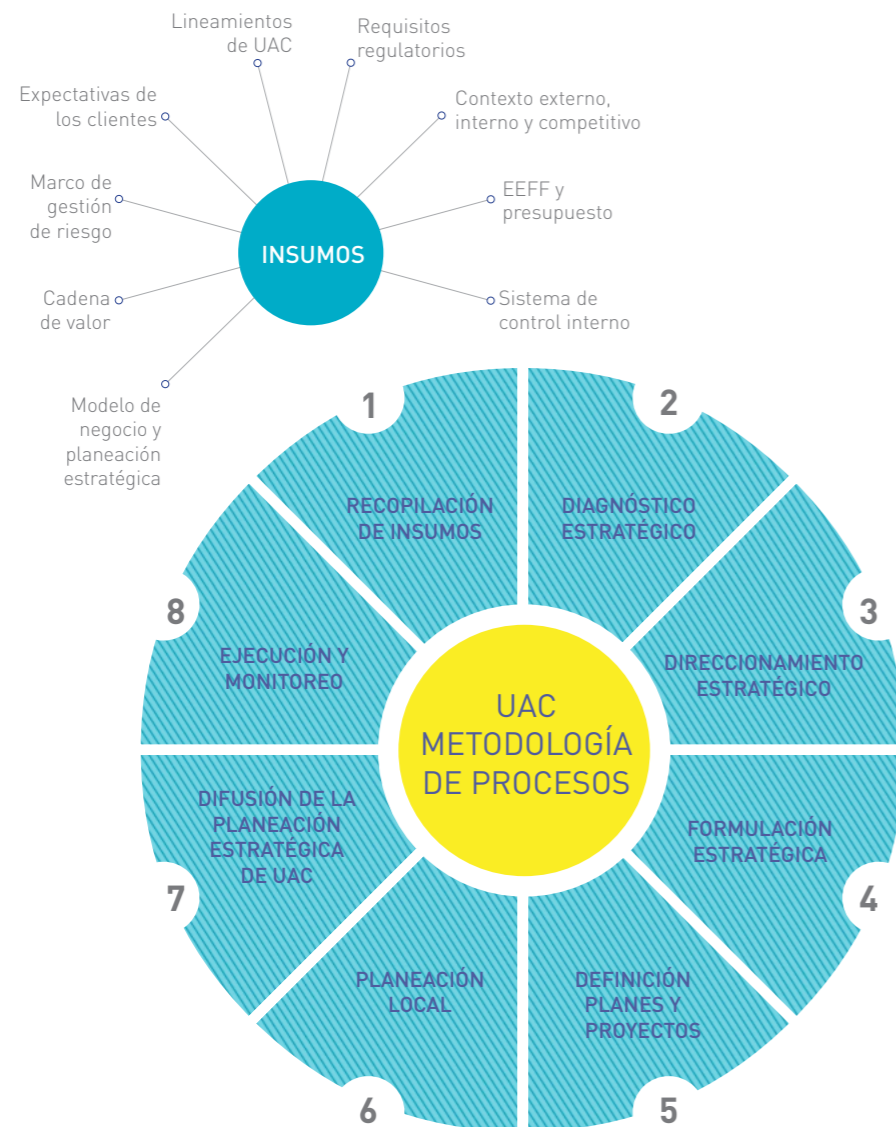 Lineamientos
de UAC
Requisitos
regulatorios
Expectativas de
los clientes
Contexto externo,
interno y competitivo
Marco de
gestión
de riesgo
EEFF y
presupuesto
INSUMOS
Cadena
de valor
Sistema de
control interno
Modelo de
negocio y
planeación
estratégica
1
RECOPILACIÓN
DE INSUMOS
2
DIAGNÓSTICO
ESTRATÉGICO
3
DIRECCIONAMIENTO
ESTRATÉGICO
4
FORMULACIÓN
ESTRATÉGICA
5
DEFINICIÓN
PLANES Y
PROYECTOS
6
PLANEACIÓN
LOCAL
7
DIFUSIÓN DE LA
PLANEACIÓN
ESTRATÉGICA
DE UAC
8
EJECUCIÓN Y
MONITOREO
UAC
METODOLOGÍA
DE PROCESOS